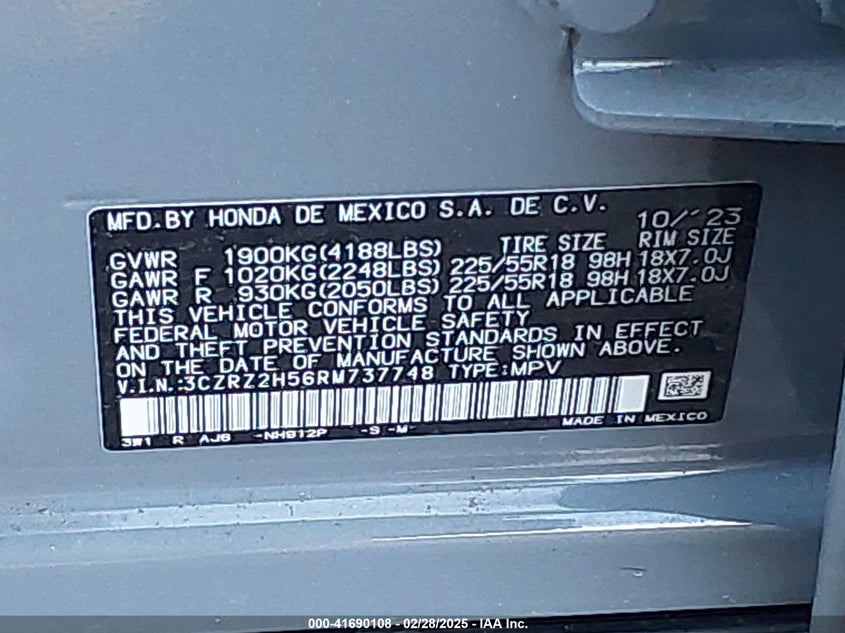 MFD.BY HONDA DE MEXICO S.A. DE C.V. 10/'23
GVWR 1900KG(4188LBS) TIRE SIZE RIM SIZE
GAWR F 1020KG(2248LBS) 225/55R18 98H 18X7.0J
GAWR R 930KG(2050LBS) 225/55R18 98H 18X7.0J
THIS VEHICLE CONFORMS TO ALL APPLICABLE
FEDERAL MOTOR VEHICLE SAFETY
AND THEFT PREVENTION STANDARDS IN EFFECT
ON THE DATE OF MANUFACTURE SHOWN ABOVE.
V.I.N.:3CZRZ2H56RM737748 TYPE:MPV
MADE IN MEXICO
3W1 R AJ6 -NH912P -S -M-
000-41690108 - 02/28/2025 - IAA Inc.